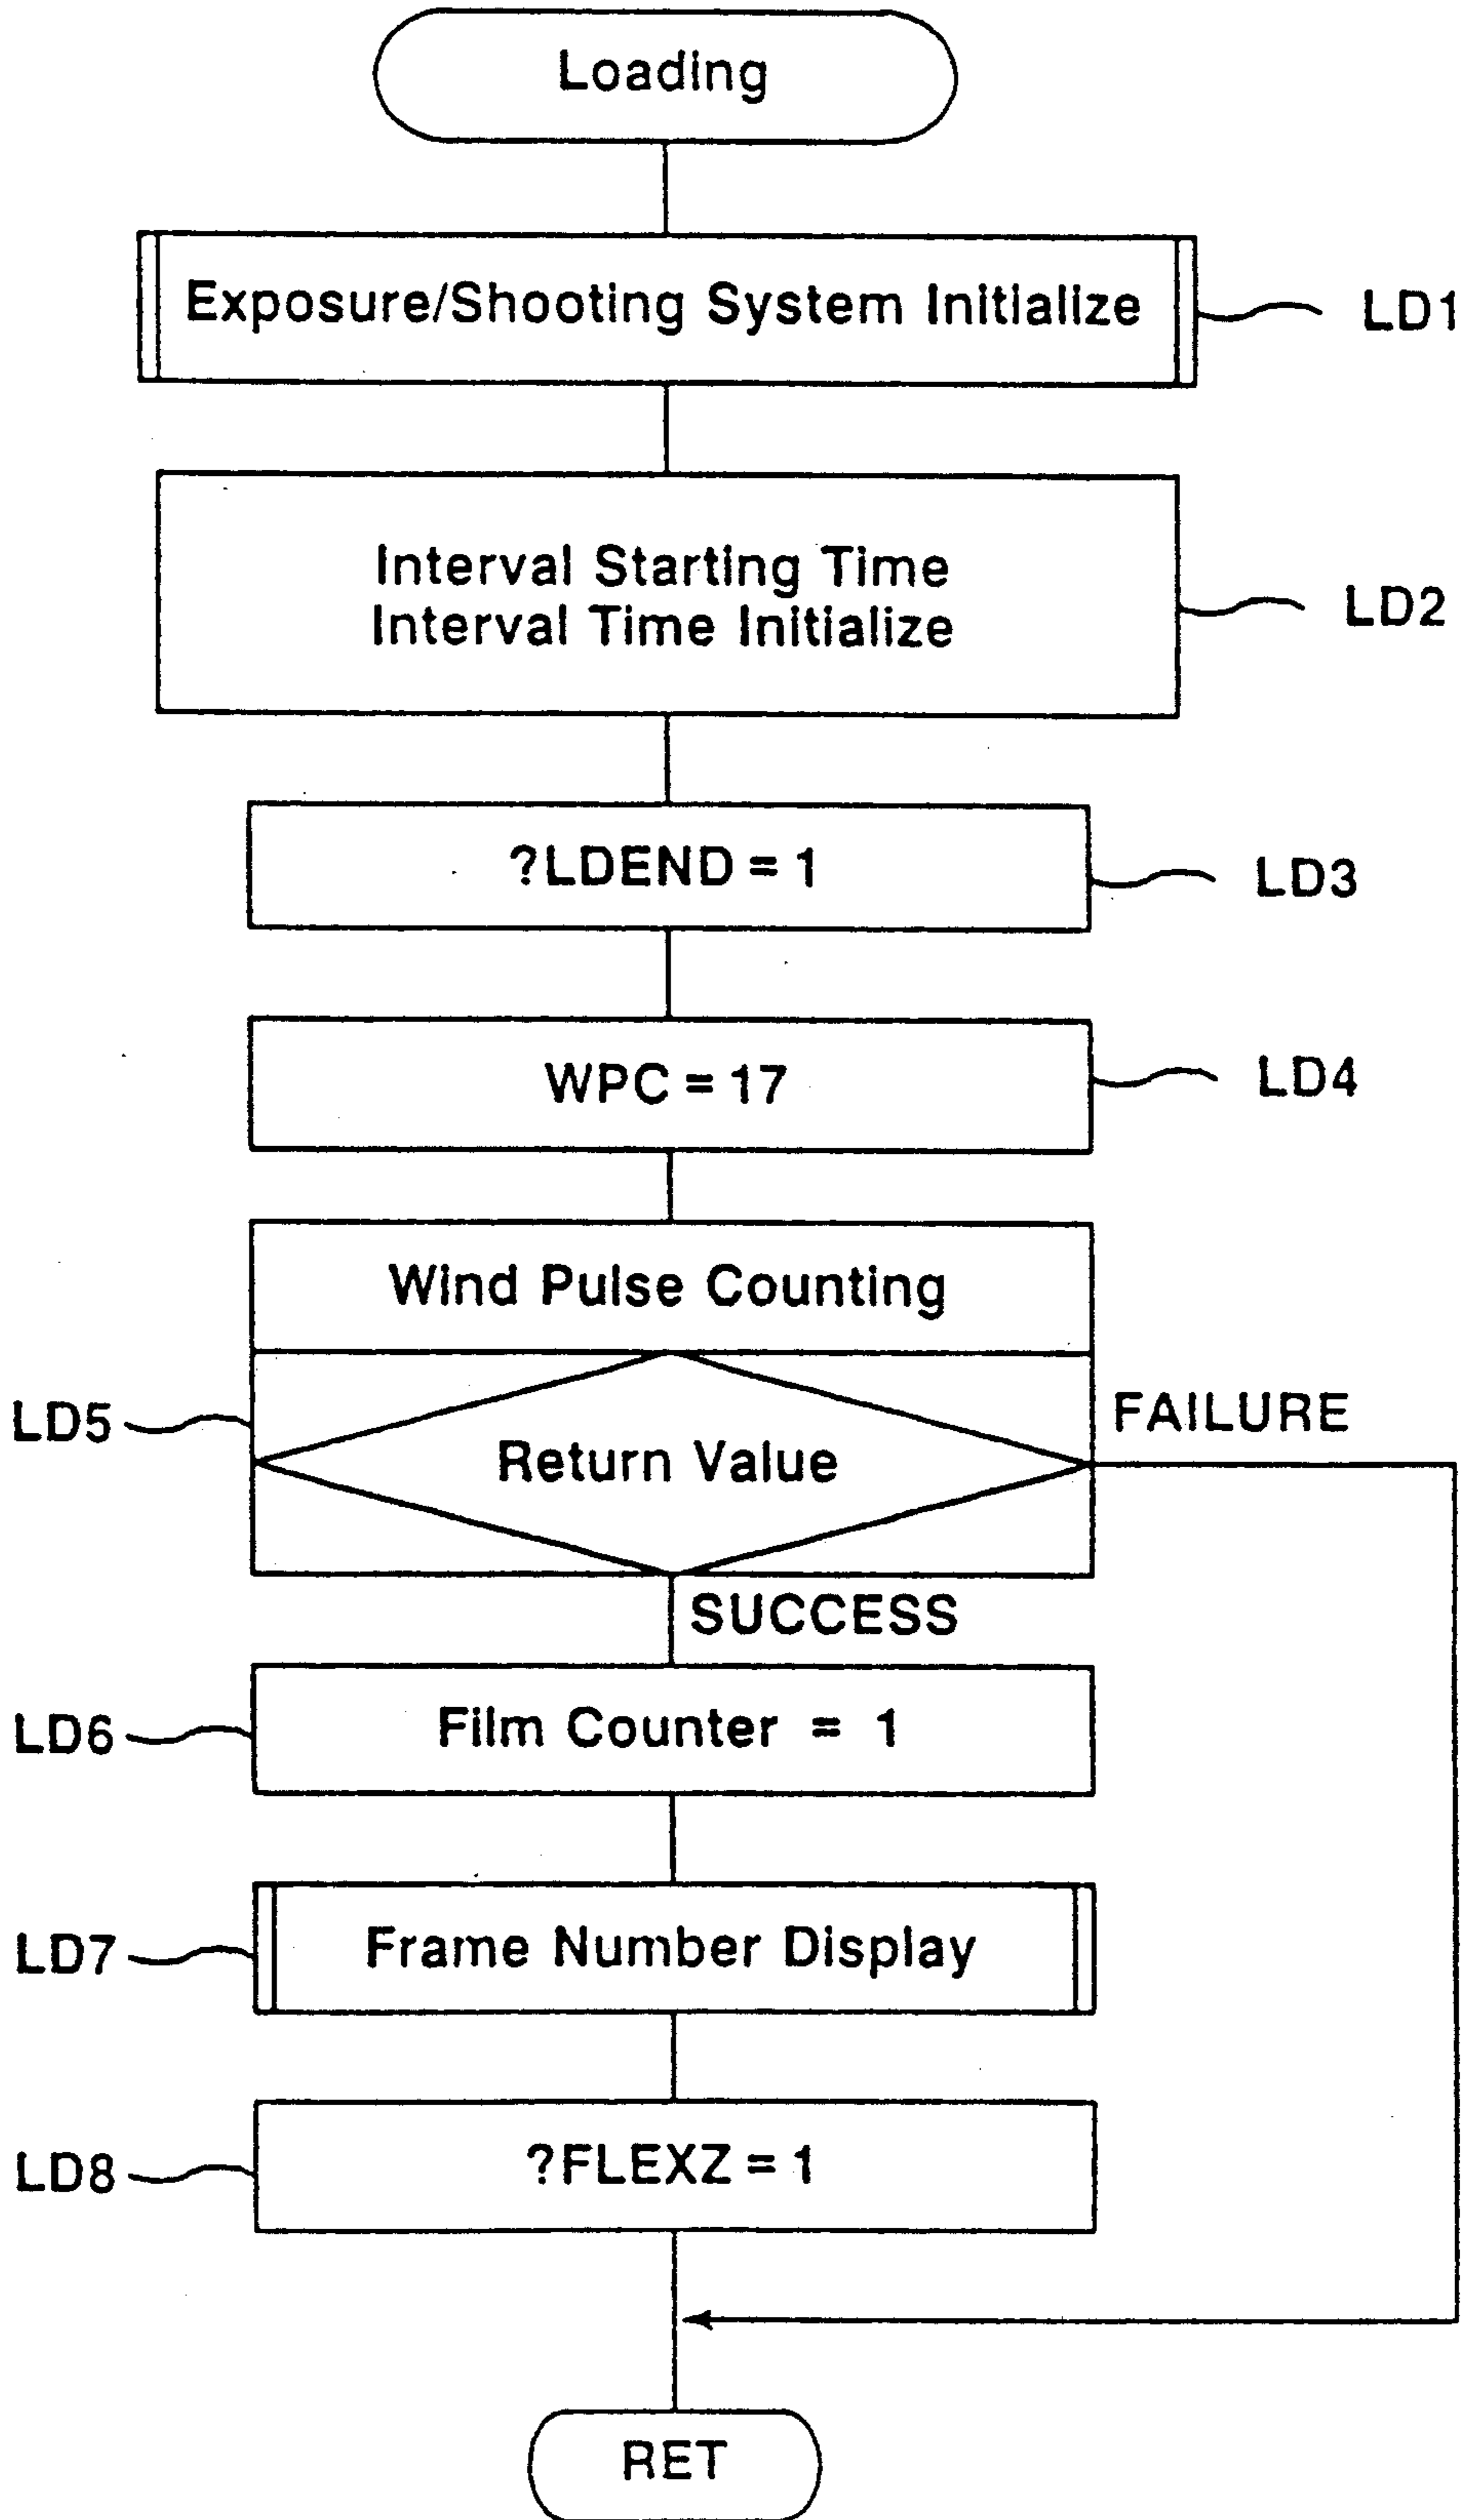 Loading
Exposure/Shooting System Initialize
LD1
Interval Starting Time
Interval Time Initialize
LD2
?LDEND = 1
LD3
WPC = 17
LD4
Wind Pulse Counting
LD5
Return Value
FAILURE
SUCCESS
LD6
Film Counter = 1
LD7
Frame Number Display
LD8
?FLEXZ = 1
RET